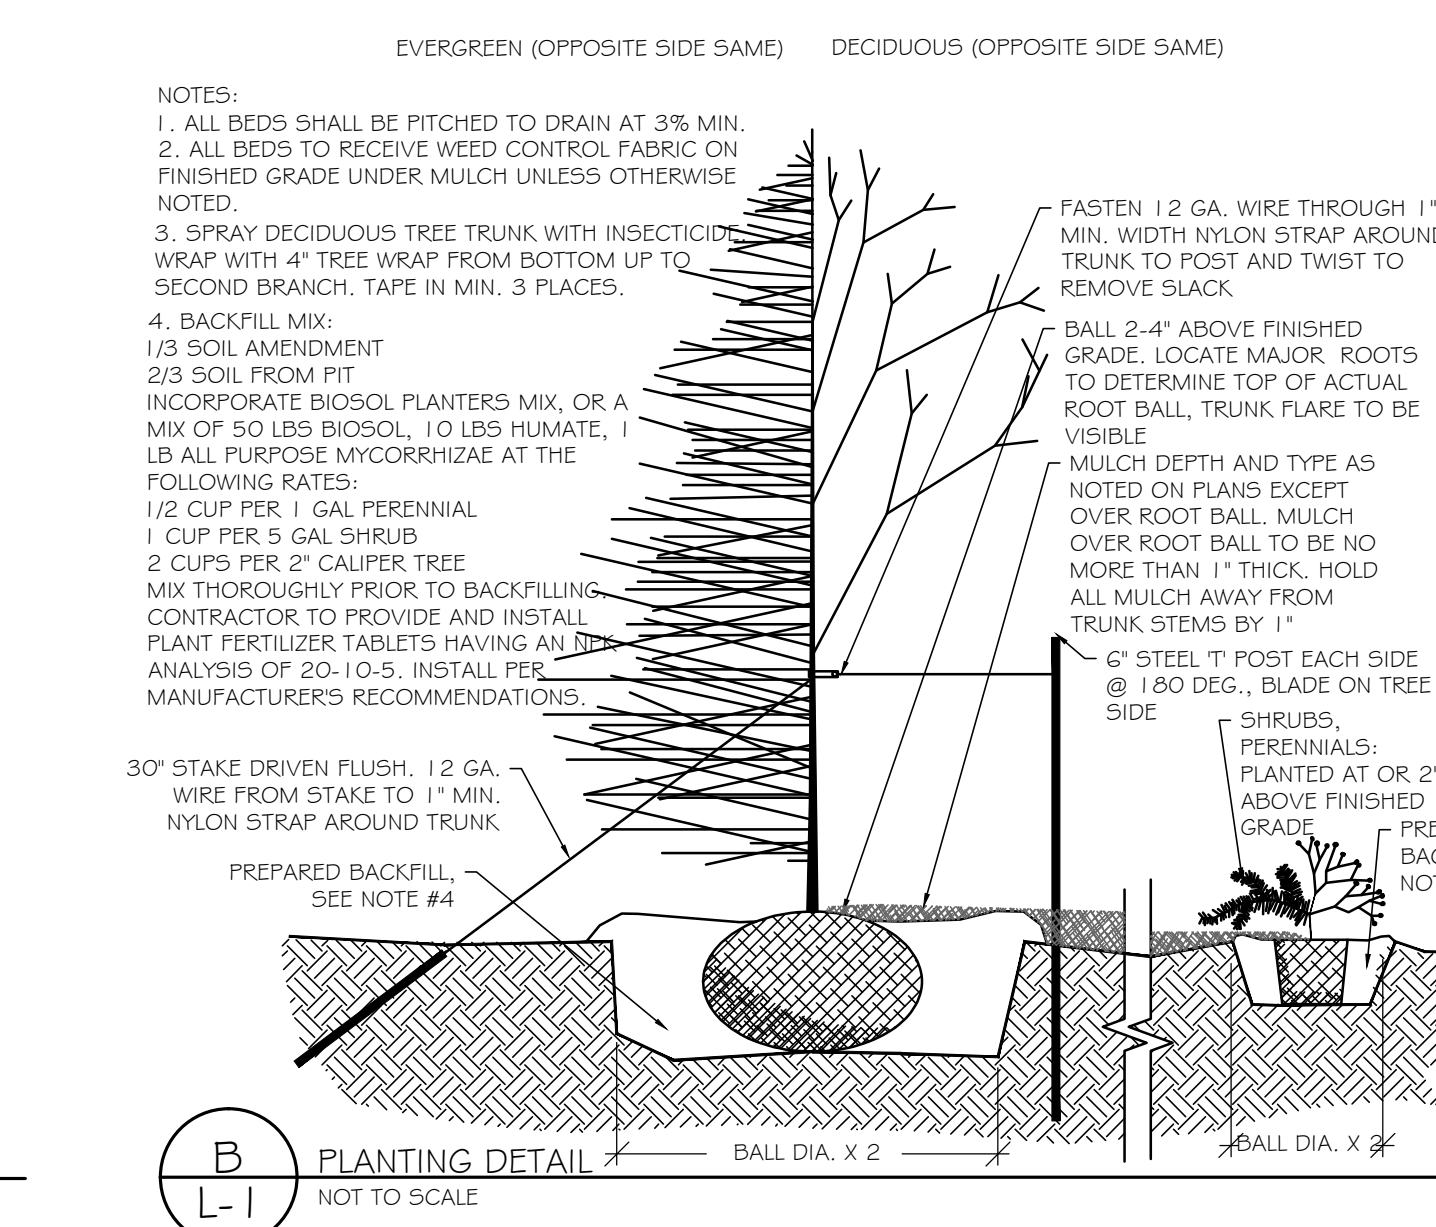 EVERGREEN (OPPOSITE SIDE SAME)
DECIDUOUS (OPPOSITE SIDE SAME)
NOTES:
1. ALL BEDS SHALL BE PITCHED TO DRAIN AT 3% MIN.
2. ALL BEDS TO RECEIVE WEED CONTROL FABRIC ON
FINISHED GRADE UNDER MULCH UNLESS OTHERWISE
NOTED.
3. SPRAY DECIDUOUS TREE TRUNK WITH INSECTICIDE.
WRAP WITH 4" TREE WRAP FROM BOTTOM UP TO
SECOND BRANCH. TAPE IN MIN. 3 PLACES.
4. BACKFILL MIX:
1/3 SOIL AMENDMENT
2/3 SOIL FROM PIT
INCORPORATE BIOSOL PLANTERS MIX, OR A
MIX OF 50 LBS BIOSOL, 10 LBS HUMATE, 1
LB ALL PURPOSE MYCORRHIZAE AT THE
FOLLOWING RATES:
1/2 CUP PER 1 GAL PERENNIAL
1 CUP PER 5 GAL SHRUB
2 CUPS PER 2" CALIPER TREE
MIX THOROUGHLY PRIOR TO BACKFILLING.
CONTRACTOR TO PROVIDE AND INSTALL
PLANT FERTILIZER TABLETS HAVING AN NPK
ANALYSIS OF 20-10-5. INSTALL PER
MANUFACTURER'S RECOMMENDATIONS.
30" STAKE DRIVEN FLUSH. 12 GA.
WIRE FROM STAKE TO 1" MIN.
NYLON STRAP AROUND TRUNK
PREPARED BACKFILL,
SEE NOTE #4
FASTEN 12 GA. WIRE THROUGH 1"
MIN. WIDTH NYLON STRAP AROUND
TRUNK TO POST AND TWIST TO
REMOVE SLACK
BALL 2-4" ABOVE FINISHED
GRADE. LOCATE MAJOR ROOTS
TO DETERMINE TOP OF ACTUAL
ROOT BALL, TRUNK FLARE TO BE
VISIBLE
MULCH DEPTH AND TYPE AS
NOTED ON PLANS EXCEPT
OVER ROOT BALL. MULCH
OVER ROOT BALL TO BE NO
MORE THAN 1" THICK. HOLD
ALL MULCH AWAY FROM
TRUNK STEMS BY 1"
6" STEEL 'T' POST EACH SIDE
@ 180 DEG., BLADE ON TREE
SIDE
SHRUBS,
PERENNIALS:
PLANTED AT OR 2"
ABOVE FINISHED
GRADE
BALL DIA. X 2
BALL DIA. X 2
B
L-1
PLANTING DETAIL
NOT TO SCALE